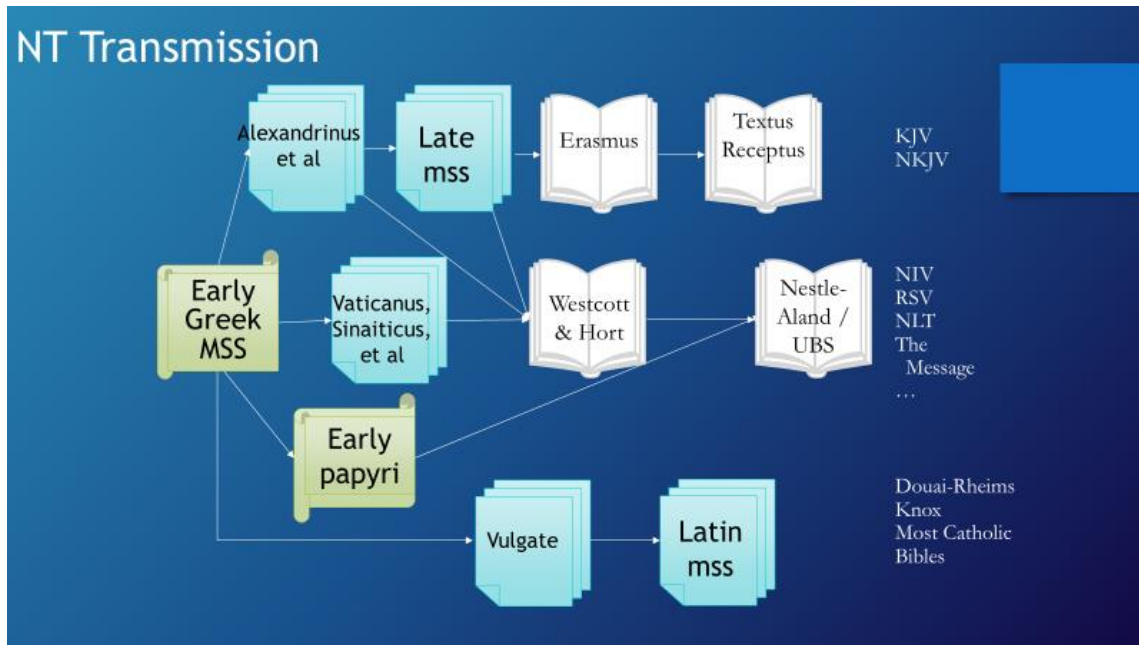 NT Transmission
Alexandrinus
et al
Late
mss
Erasmus
Textus
Receptus
KJV
NKJV
Early
Greek
MSS
Vaticanus,
Sinaiticus,
et al
Westcott
& Hort
Nestle-
Aland /
UBS
NIV
RSV
NLT
The
Message
…
Early
papyri
Vulgate
Latin
mss
Douai-Rheims
Knox
Most Catholic
Bibles